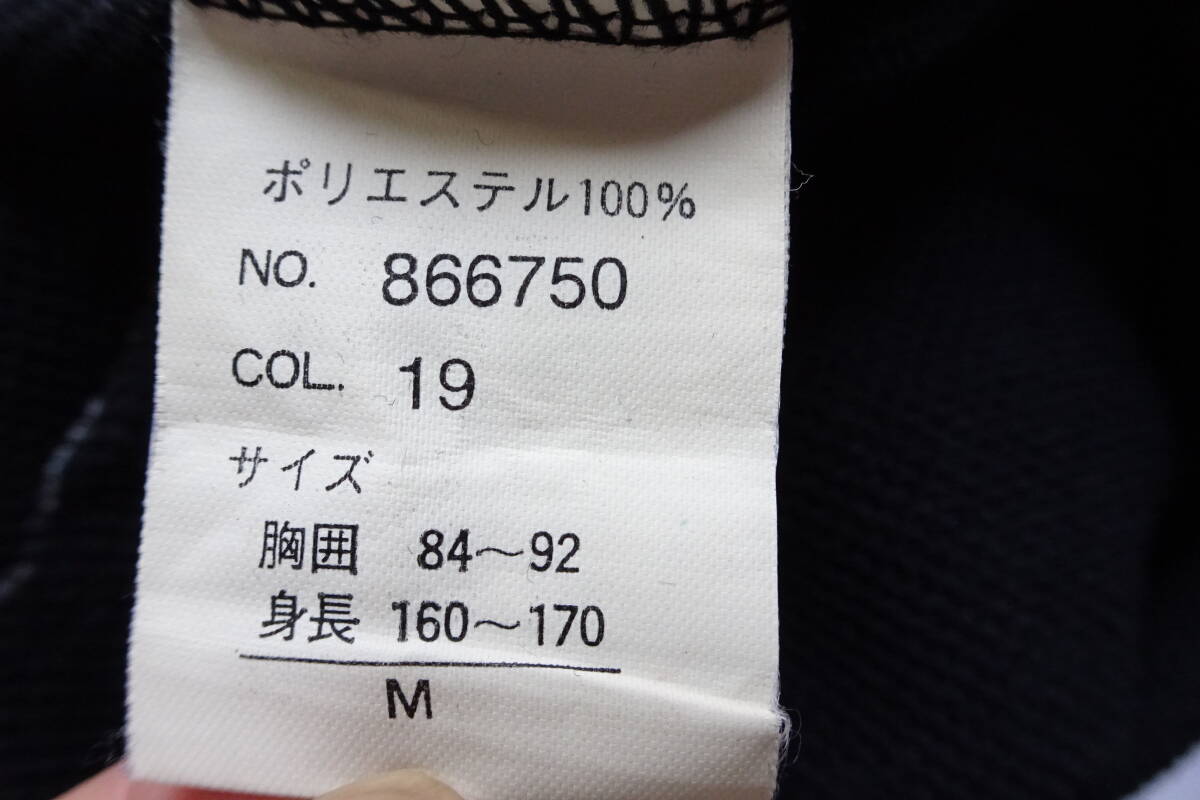 ポリエステル100%
NO. 866750
COL. 19
サイズ
胸囲 84〜92
身長 160〜170
M